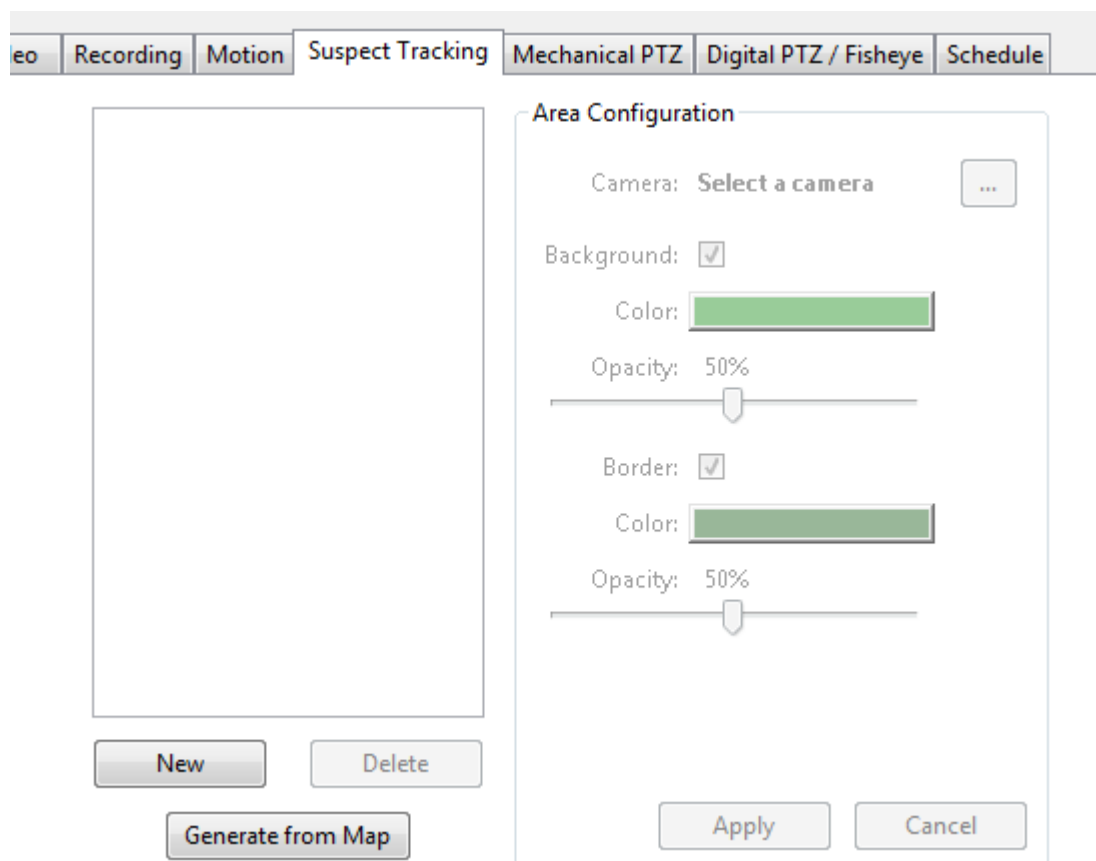 eo Recording Motion Suspect Tracking Mechanical PTZ Digital PTZ / Fisheye Schedule
Area Configuration
Camera: Select a camera ...
Background:
Color:
Opacity: 50%
Border:
Color:
Opacity: 50%
New Delete
Generate from Map
Apply Cancel